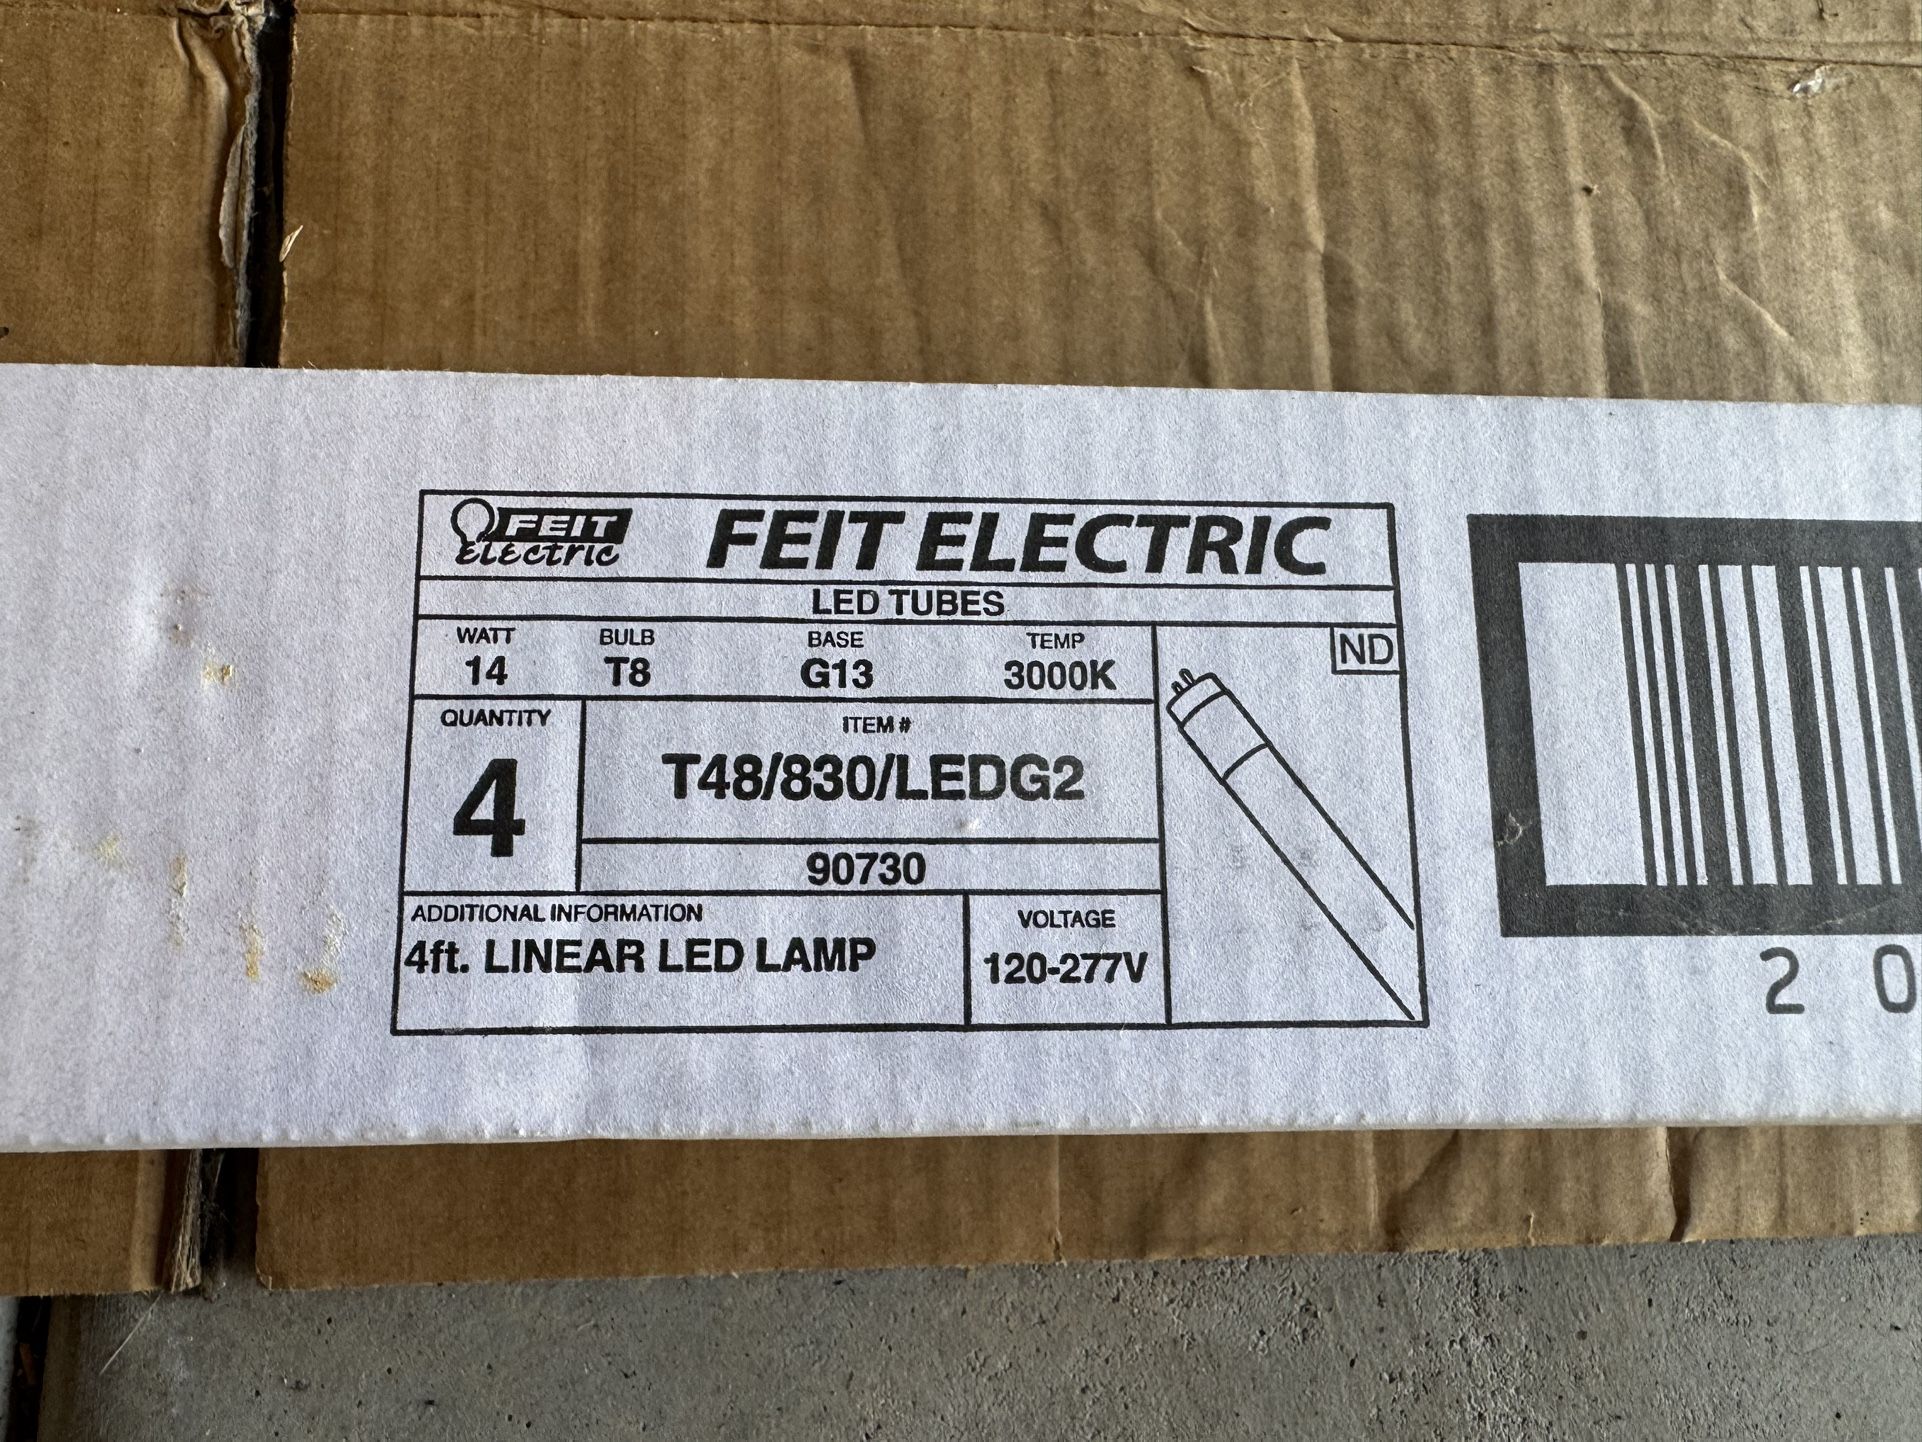 FEIT
ELECTRIC
FEIT ELECTRIC
LED TUBES
WATT BULB BASE TEMP
14 T8 G13 3000K
ND
QUANTITY
4
ITEM #
T48/830/LEDG2
90730
ADDITIONAL INFORMATION
4ft. LINEAR LED LAMP
VOLTAGE
120-277V
2 0